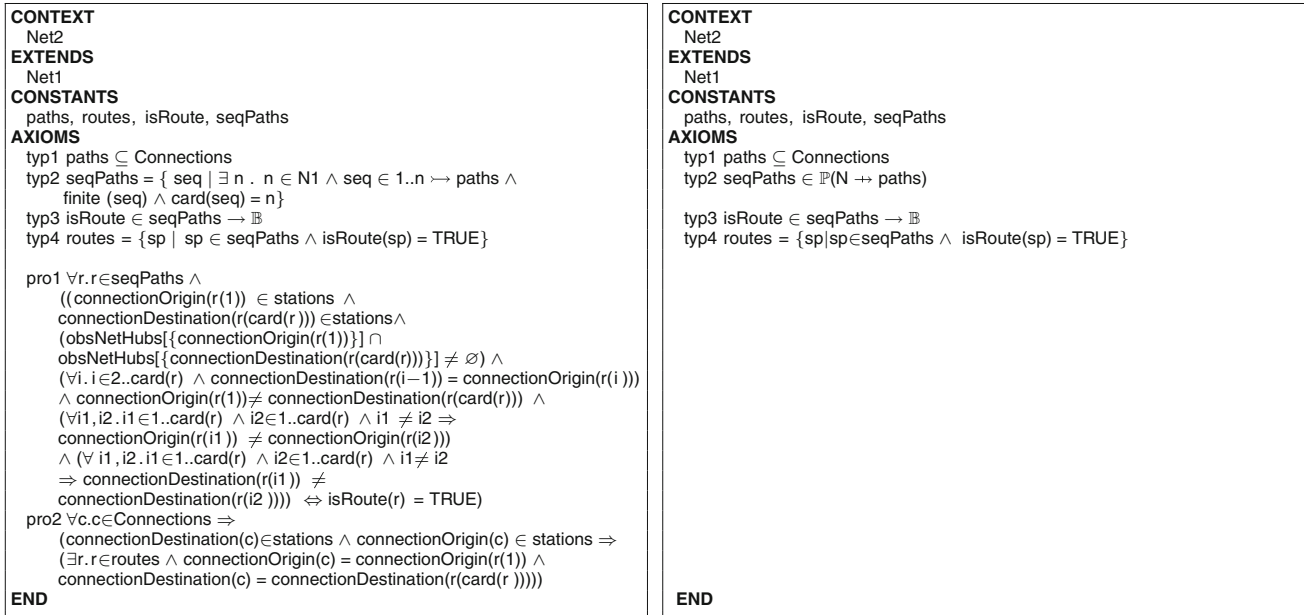 CONTEXT
Net2
EXTENDS
Net1
CONSTANTS
paths, routes, isRoute, seqPaths
AXIOMS
typ1 paths ⊆ Connections
typ2 seqPaths = { seq | ∃ n . n ∈ N1 ∧ seq ∈ 1..n ↣ paths ∧
finite (seq) ∧ card(seq) = n}
typ3 isRoute ∈ seqPaths → 𝔹
typ4 routes = {sp | sp ∈ seqPaths ∧ isRoute(sp) = TRUE}
pro1 ∀r.r∈seqPaths ∧
((connectionOrigin(r(1)) ∈ stations ∧
connectionDestination(r(card(r))) ∈stations∧
(obsNetHubs[{connectionOrigin(r(1))}] ∩
obsNetHubs[{connectionDestination(r(card(r)))}] ≠ ∅) ∧
(∀i. i∈2..card(r) ∧ connectionDestination(r(i−1)) = connectionOrigin(r(i)))
∧ connectionOrigin(r(1))≠ connectionDestination(r(card(r))) ∧
(∀i1,i2.i1∈1..card(r) ∧ i2∈1..card(r) ∧ i1 ≠ i2 ⇒
connectionOrigin(r(i1)) ≠ connectionOrigin(r(i2)))
∧ (∀ i1,i2.i1∈1..card(r) ∧ i2∈1..card(r) ∧ i1≠ i2
⇒ connectionDestination(r(i1)) ≠
connectionDestination(r(i2)))) ⇔ isRoute(r) = TRUE)
pro2 ∀c.c∈Connections ⇒
(connectionDestination(c)∈stations ∧ connectionOrigin(c) ∈ stations ⇒
(∃r. r∈routes ∧ connectionOrigin(c) = connectionOrigin(r(1)) ∧
connectionDestination(c) = connectionDestination(r(card(r)))))
END
CONTEXT
Net2
EXTENDS
Net1
CONSTANTS
paths, routes, isRoute, seqPaths
AXIOMS
typ1 paths ⊆ Connections
typ2 seqPaths ∈ ℙ(N ⇸ paths)
typ3 isRoute ∈ seqPaths → 𝔹
typ4 routes = {sp|sp∈seqPaths ∧ isRoute(sp) = TRUE}
END